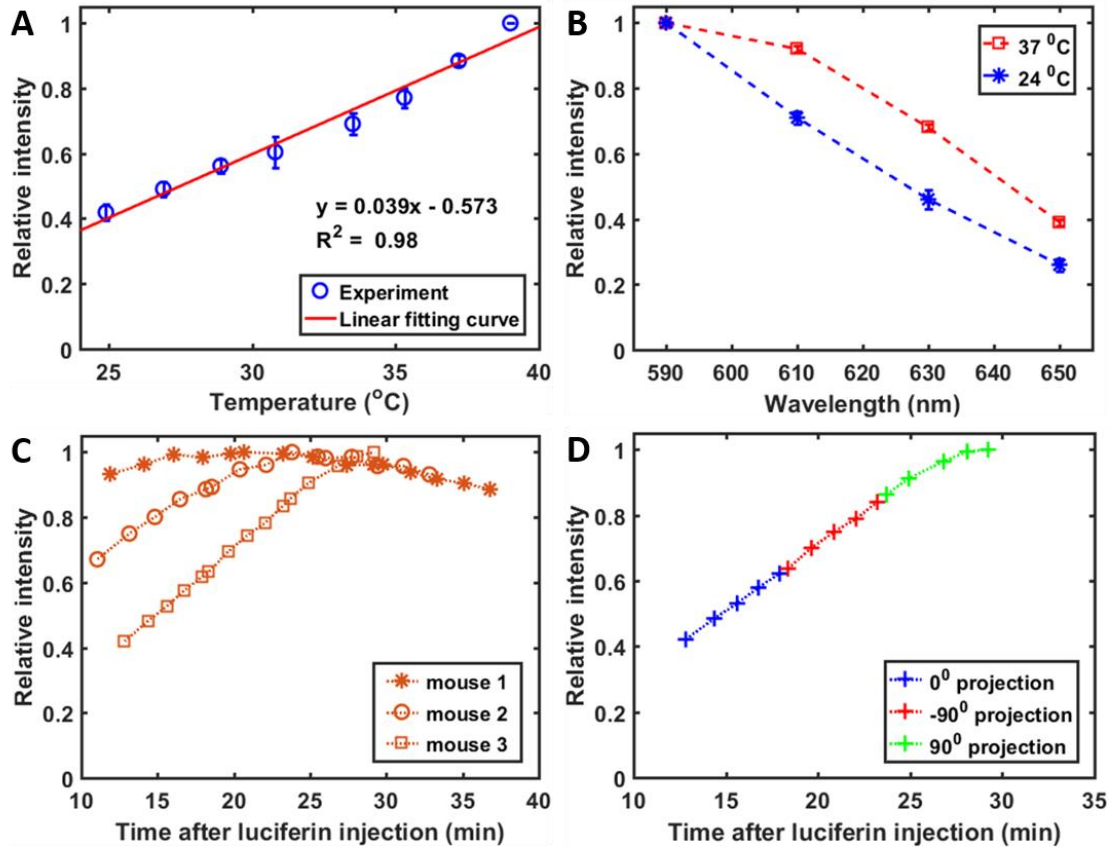 A
Relative intensity
1
0.8
0.6
0.4
0.2
0
y = 0.039x - 0.573
R² = 0.98
Experiment
Linear fitting curve
25 30 35 40
Temperature (°C)
B
Relative intensity
1
0.8
0.6
0.4
0.2
0
37 ⁰C
24 ⁰C
590 600 610 620 630 640 650
Wavelength (nm)
C
Relative intensity
1
0.8
0.6
0.4
0.2
0
mouse 1
mouse 2
mouse 3
10 15 20 25 30 35 40
Time after luciferin injection (min)
D
Relative intensity
1
0.8
0.6
0.4
0.2
0
0⁰ projection
-90⁰ projection
90⁰ projection
10 15 20 25 30 35
Time after luciferin injection (min)